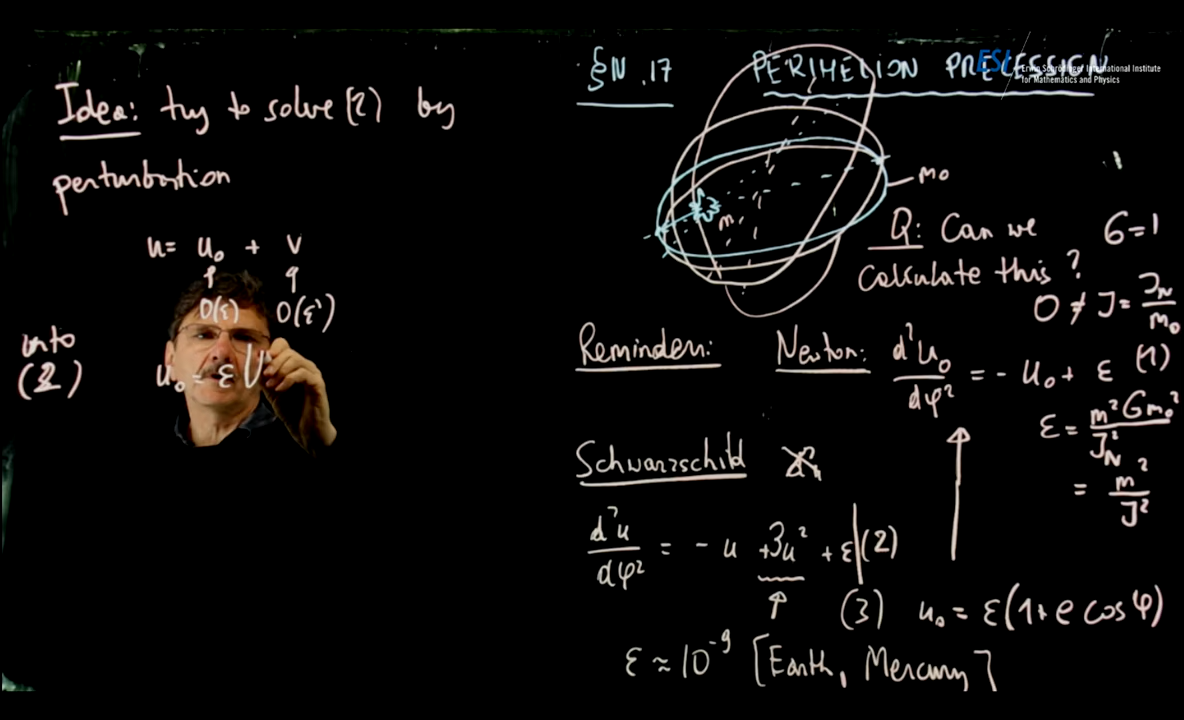 Idea: try to solve (2) by
perturbation
u = u₀ + v
O(ε) O(ε²)
into
(2)
u₀ = ε
§ N.17 PERIHELION PRECESSION
ESI Erwin Schrödinger International Institute
for Mathematics and Physics
m₀
m
Q: Can we
calculate this?
G=1
0 ≠ J = J_N/m₀
Reminder: Newton: d²u₀/dφ² = - u₀ + ε (1)
ε = m²Gm₀²/J_N²
= m²/J²
Schwarzschild
d²u/dφ² = - u + 3u² + ε (2)
(3) u₀ = ε(1+e cos φ)
ε ≈ 10⁻⁹ [Earth, Mercury]